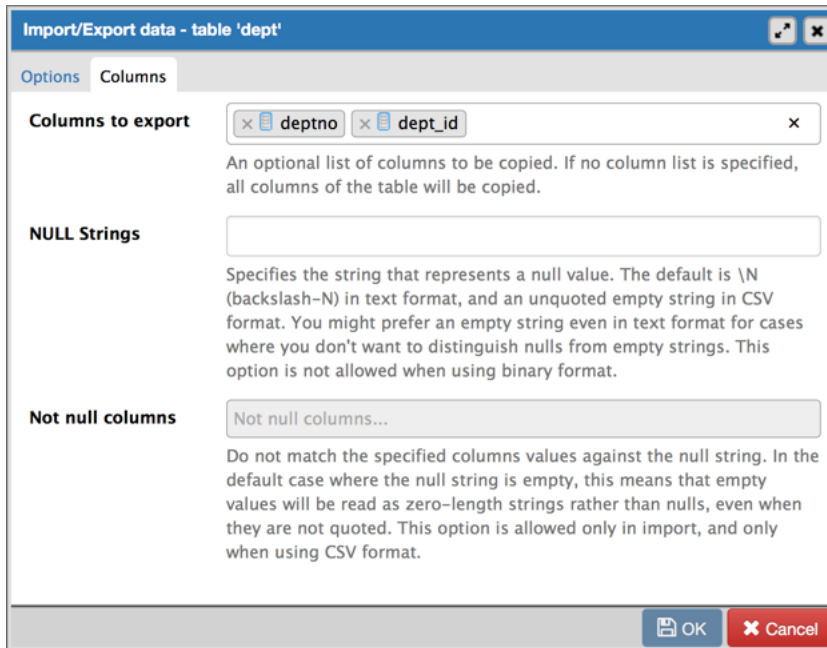 Import/Export data - table 'dept'
Options Columns
Columns to export
deptno dept_id
An optional list of columns to be copied. If no column list is specified,
all columns of the table will be copied.
NULL Strings
Specifies the string that represents a null value. The default is \N
(backslash-N) in text format, and an unquoted empty string in CSV
format. You might prefer an empty string even in text format for cases
where you don't want to distinguish nulls from empty strings. This
option is not allowed when using binary format.
Not null columns
Not null columns...
Do not match the specified columns values against the null string. In the
default case where the null string is empty, this means that empty
values will be read as zero-length strings rather than nulls, even when
they are not quoted. This option is allowed only in import, and only
when using CSV format.
OK Cancel